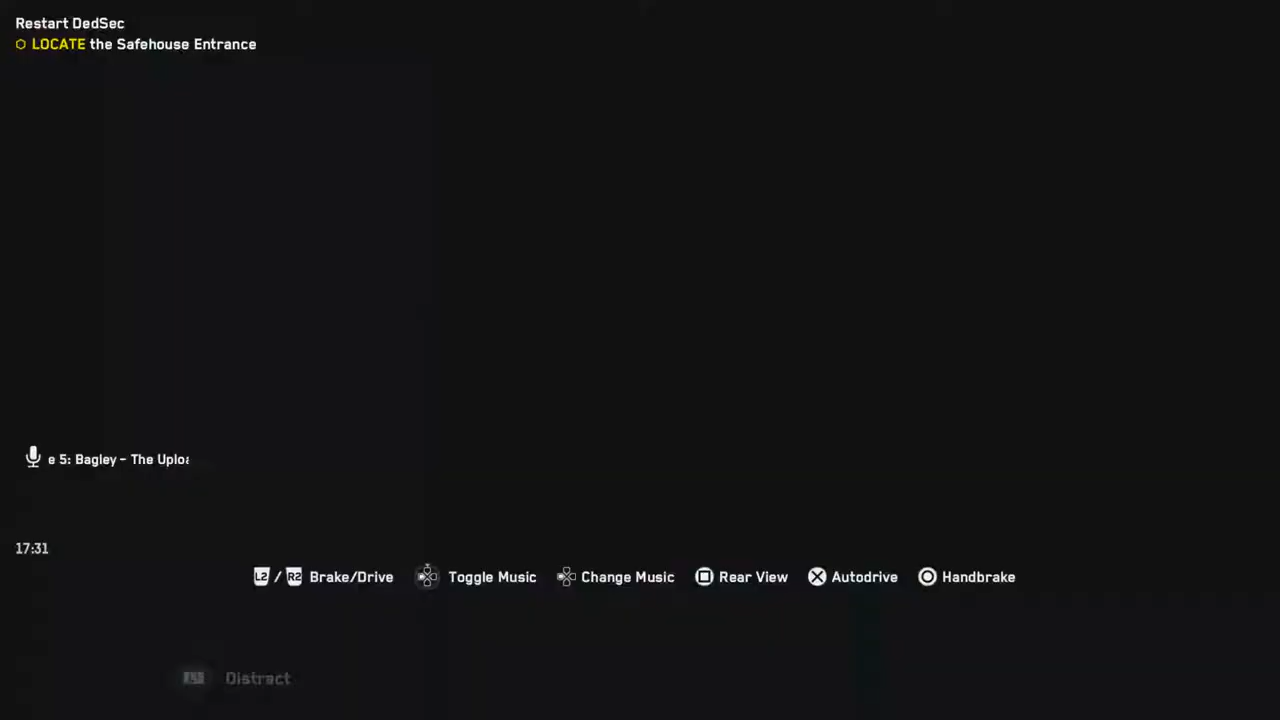 Restart DedSec
LOCATE the Safehouse Entrance
e 5: Bagley - The Uploa
17:31
L2 / R2 Brake/Drive Toggle Music Change Music Rear View Autodrive Handbrake
Distract